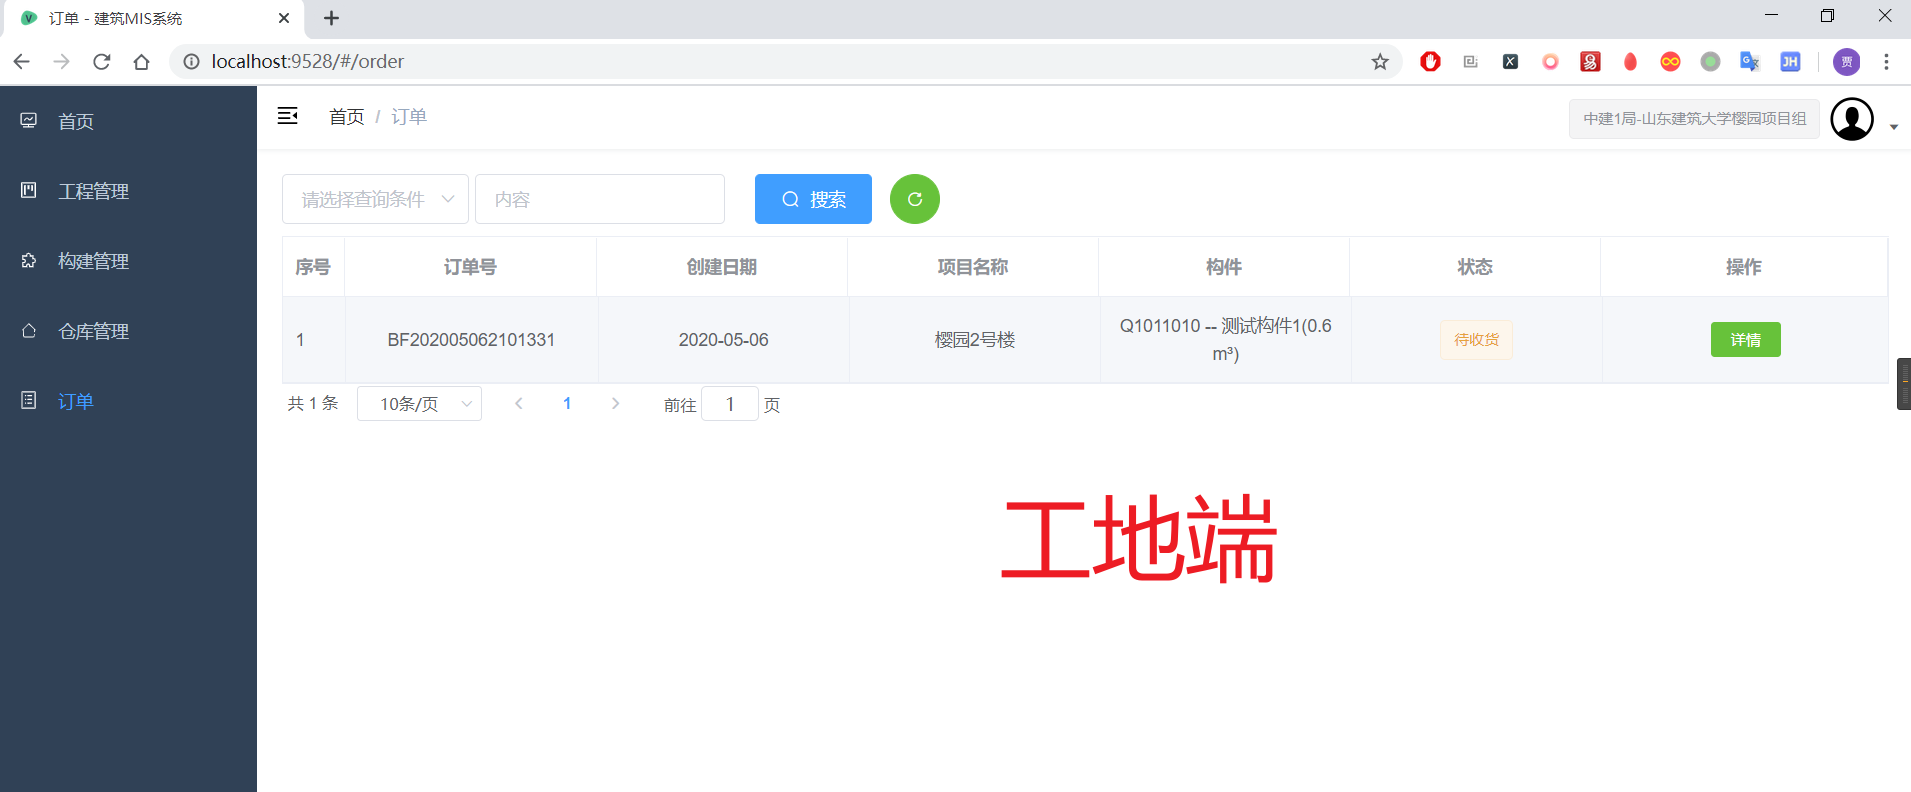 订单 - 建筑MIS系统
localhost:9528/#/order
JH
贾
首页
工程管理
构建管理
仓库管理
订单
首页 / 订单
中建1局-山东建筑大学樱园项目组
请选择查询条件
内容
搜索
序号 订单号 创建日期 项目名称 构件 状态 操作
1 BF202005062101331 2020-05-06 樱园2号楼 Q1011010 -- 测试构件1(0.6
m³) 待收货 详情
共 1 条 10条/页 1 前往 1 页
工地端